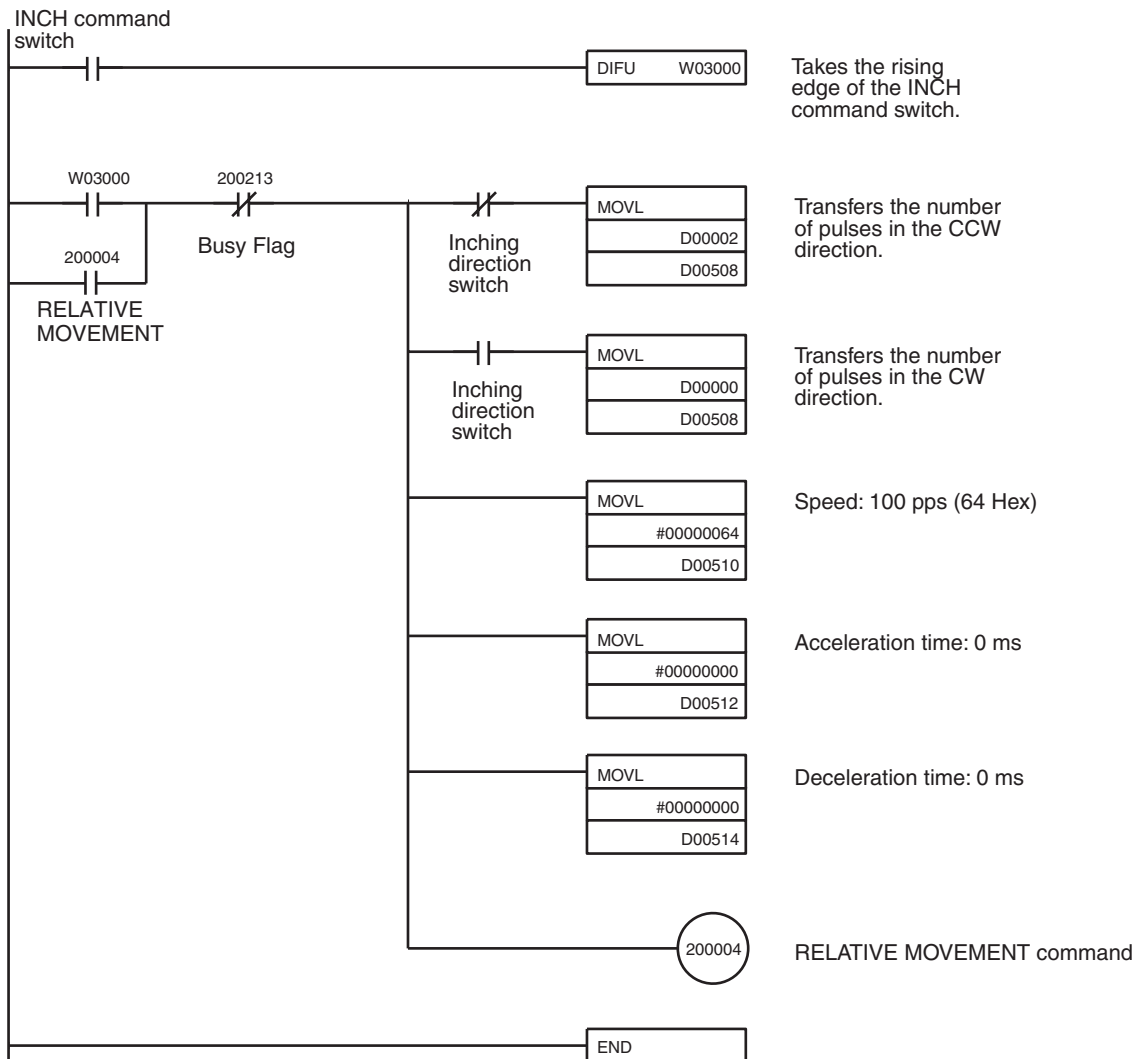 INCH command
switch
DIFU W03000
Takes the rising
edge of the INCH
command switch.
W03000
200213
Busy Flag
200004
RELATIVE
MOVEMENT
Inching
direction
switch
MOVL
D00002
D00508
Transfers the number
of pulses in the CCW
direction.
Inching
direction
switch
MOVL
D00000
D00508
Transfers the number
of pulses in the CW
direction.
MOVL
#00000064
D00510
Speed: 100 pps (64 Hex)
MOVL
#00000000
D00512
Acceleration time: 0 ms
MOVL
#00000000
D00514
Deceleration time: 0 ms
200004
RELATIVE MOVEMENT command
END